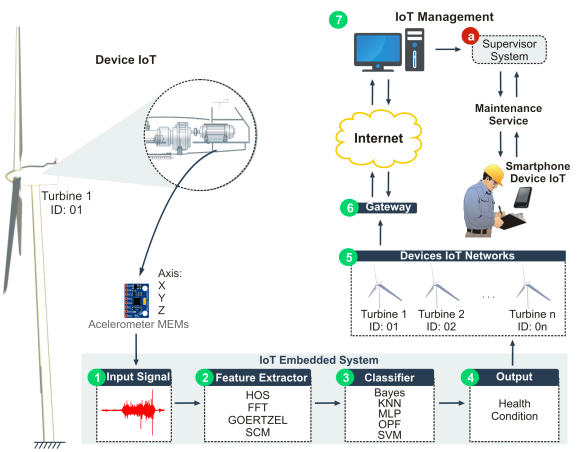 7
IoT Management
a
Supervisor
System
Device IoT
Maintenance
Service
Internet
Smartphone
Device IoT
Turbine 1
ID: 01
6
Gateway
5
Devices IoT Networks
Turbine 1
ID: 01
Turbine 2
ID: 02
. . .
Turbine n
ID: 0n
Axis:
X
Y
Z
Acelerometer MEMs
IoT Embedded System
1
Input Signal
2
Feature Extractor
HOS
FFT
GOERTZEL
SCM
3
Classifier
Bayes
KNN
MLP
OPF
SVM
4
Output
Health
Condition